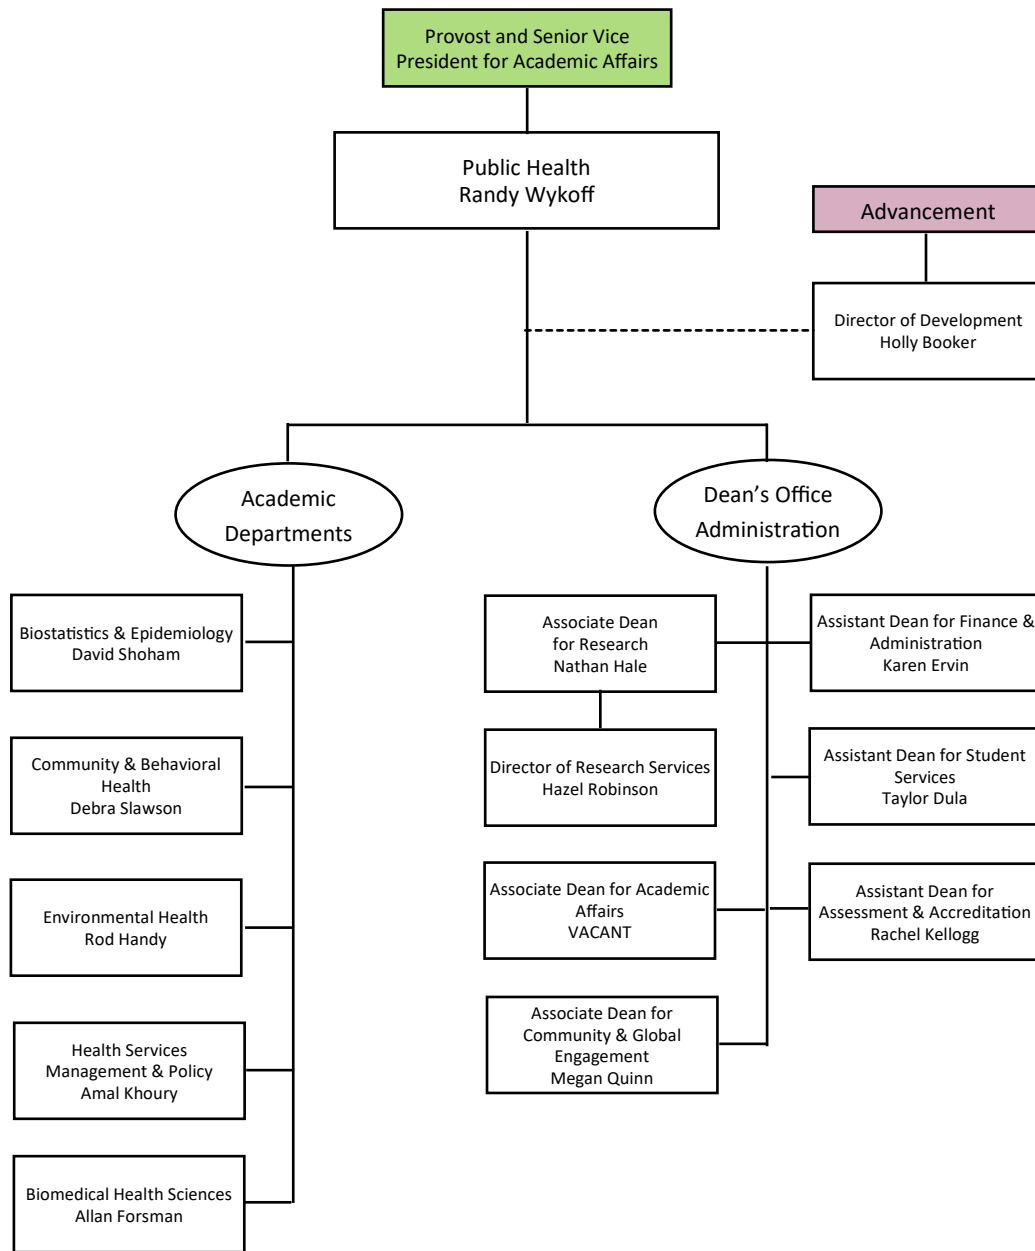 Provost and Senior Vice
President for Academic Affairs
Public Health
Randy Wykoff
Advancement
Director of Development
Holly Booker
Academic
Departments
Dean’s Office
Administration
Biostatistics & Epidemiology
David Shoham
Community & Behavioral
Health
Debra Slawson
Environmental Health
Rod Handy
Health Services
Management & Policy
Amal Khoury
Biomedical Health Sciences
Allan Forsman
Associate Dean
for Research
Nathan Hale
Director of Research Services
Hazel Robinson
Associate Dean for Academic
Affairs
VACANT
Associate Dean for
Community & Global
Engagement
Megan Quinn
Assistant Dean for Finance &
Administration
Karen Ervin
Assistant Dean for Student
Services
Taylor Dula
Assistant Dean for
Assessment & Accreditation
Rachel Kellogg